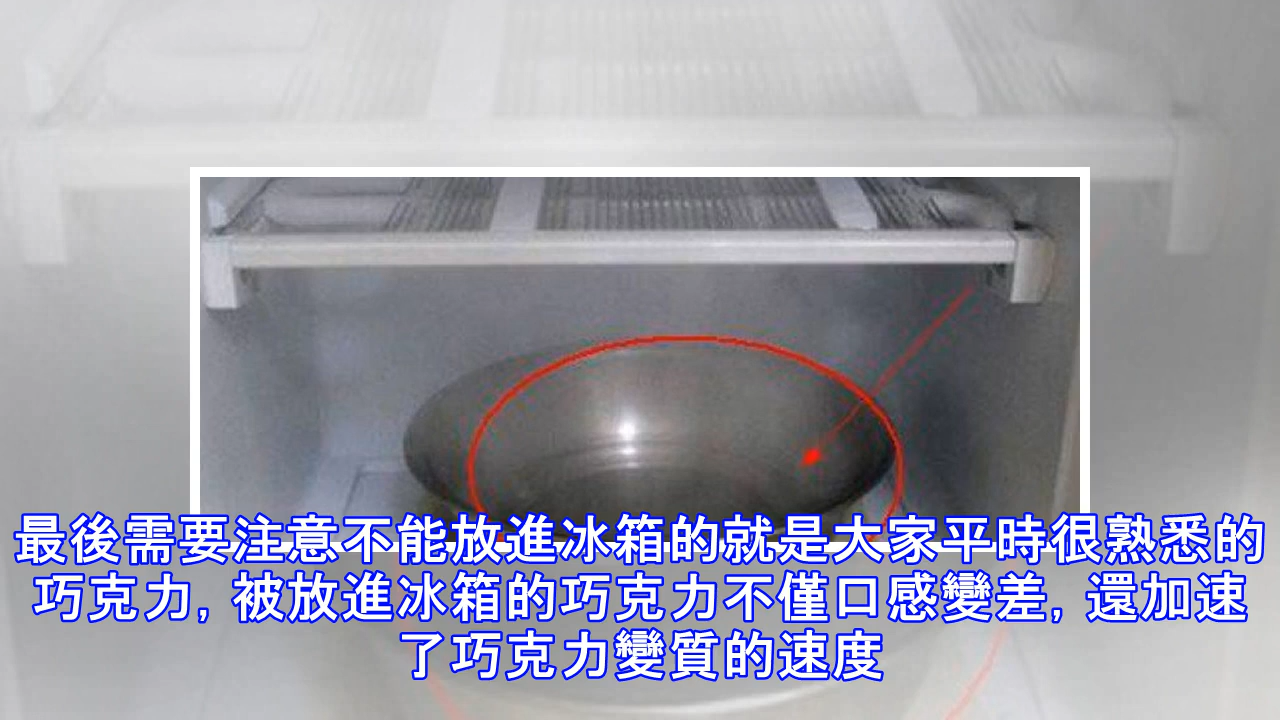 最後需要注意不能放進冰箱的就是大家平時很熟悉的
巧克力, 被放進冰箱的巧克力不僅口感變差, 還加速
了巧克力變質的速度